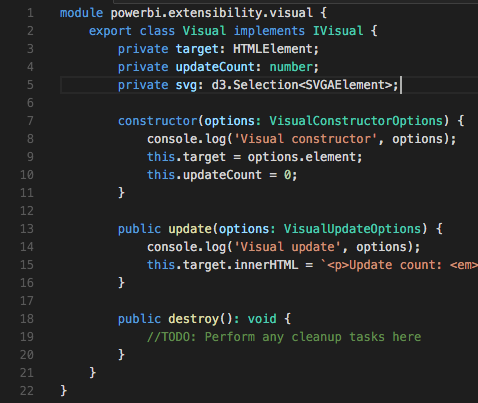 1 module powerbi.extensibility.visual {
2     export class Visual implements IVisual {
3         private target: HTMLElement;
4         private updateCount: number;
5         private svg: d3.Selection<SVGAElement>;
6
7         constructor(options: VisualConstructorOptions) {
8             console.log('Visual constructor', options);
9             this.target = options.element;
10             this.updateCount = 0;
11         }
12
13         public update(options: VisualUpdateOptions) {
14             console.log('Visual update', options);
15             this.target.innerHTML = `<p>Update count: <em>
16         }
17
18         public destroy(): void {
19             //TODO: Perform any cleanup tasks here
20         }
21     }
22 }